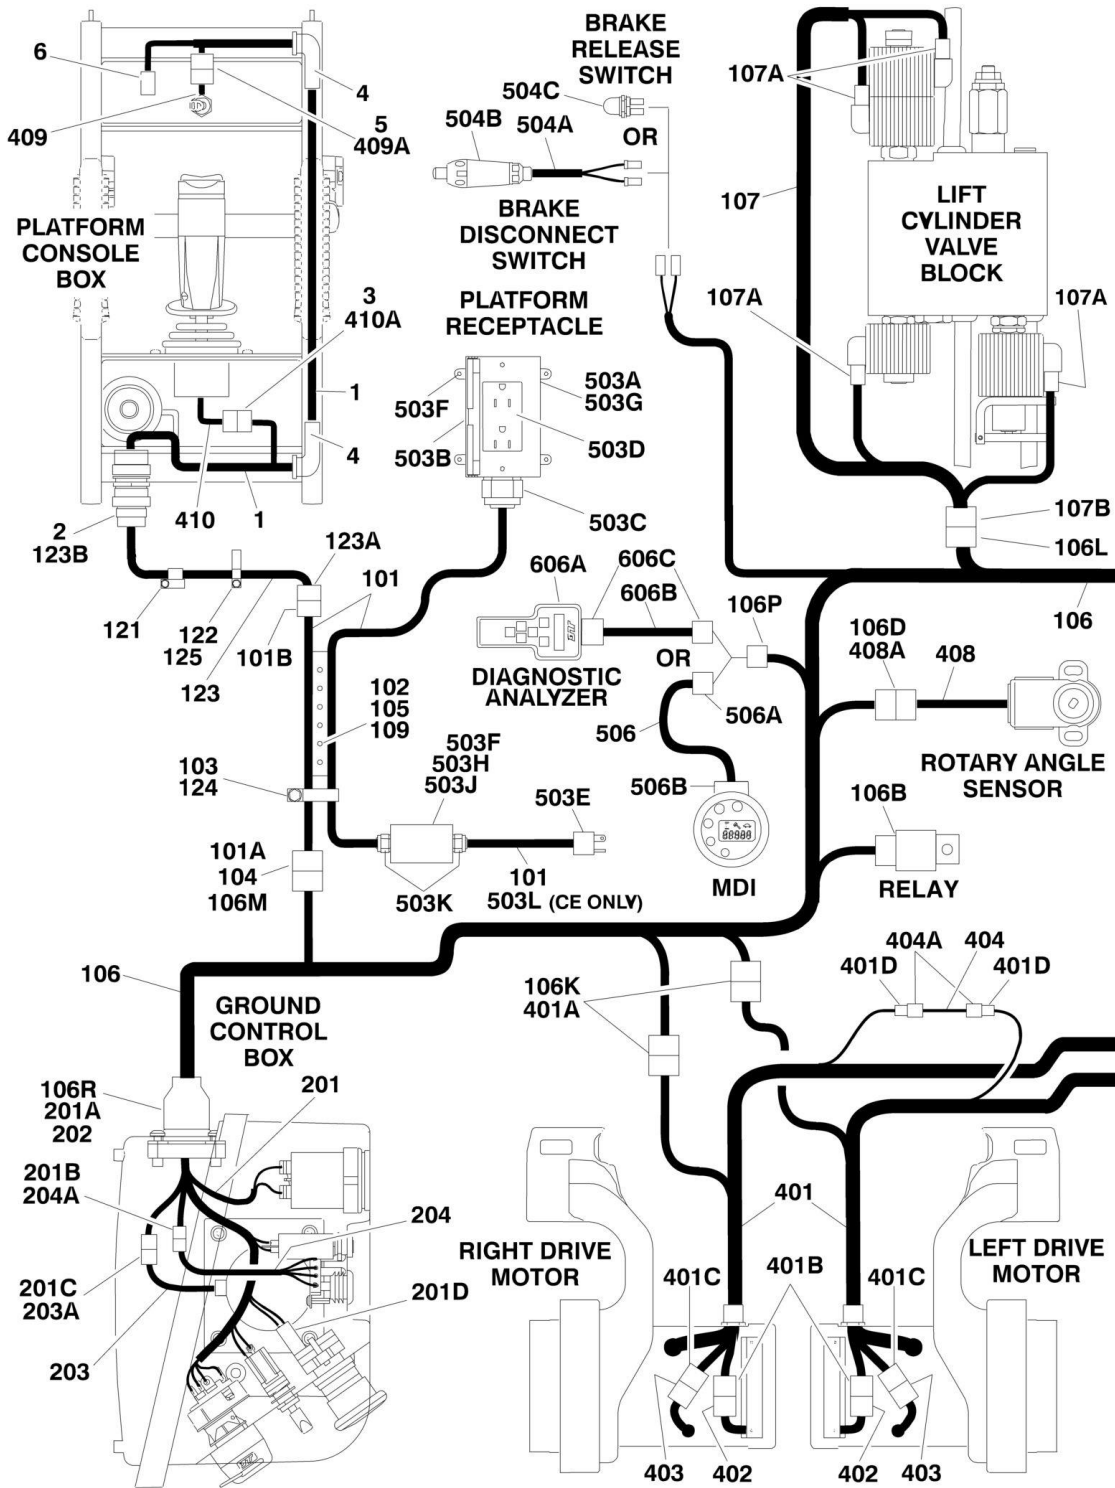 BRAKE
RELEASE
SWITCH
504C
504B
504A
OR
BRAKE
DISCONNECT
SWITCH
6
4
409
5
409A
PLATFORM
CONSOLE
BOX
3
410A
1
4
2
123B
410
1
PLATFORM
RECEPTACLE
503F
503A
503G
503B
503D
503C
107A
107
LIFT
CYLINDER
VALVE
BLOCK
107A
107A
107B
106L
106
123A
101
121
122
125
123
101B
606A
606C
606B
106P
OR
DIAGNOSTIC
ANALYZER
506
506A
506B
MDI
106D
408A
408
ROTARY ANGLE
SENSOR
106B
RELAY
102
105
109
103
124
503F
503H
503J
503E
503K
101
503L (CE ONLY)
101A
104
106M
106
GROUND
CONTROL
BOX
106K
401A
404A
404
401D
401D
106R
201A
202
201
201B
204A
204
201C
203A
201D
203
RIGHT DRIVE
MOTOR
401
LEFT DRIVE
MOTOR
401C
401B
401C
403
402
402
403